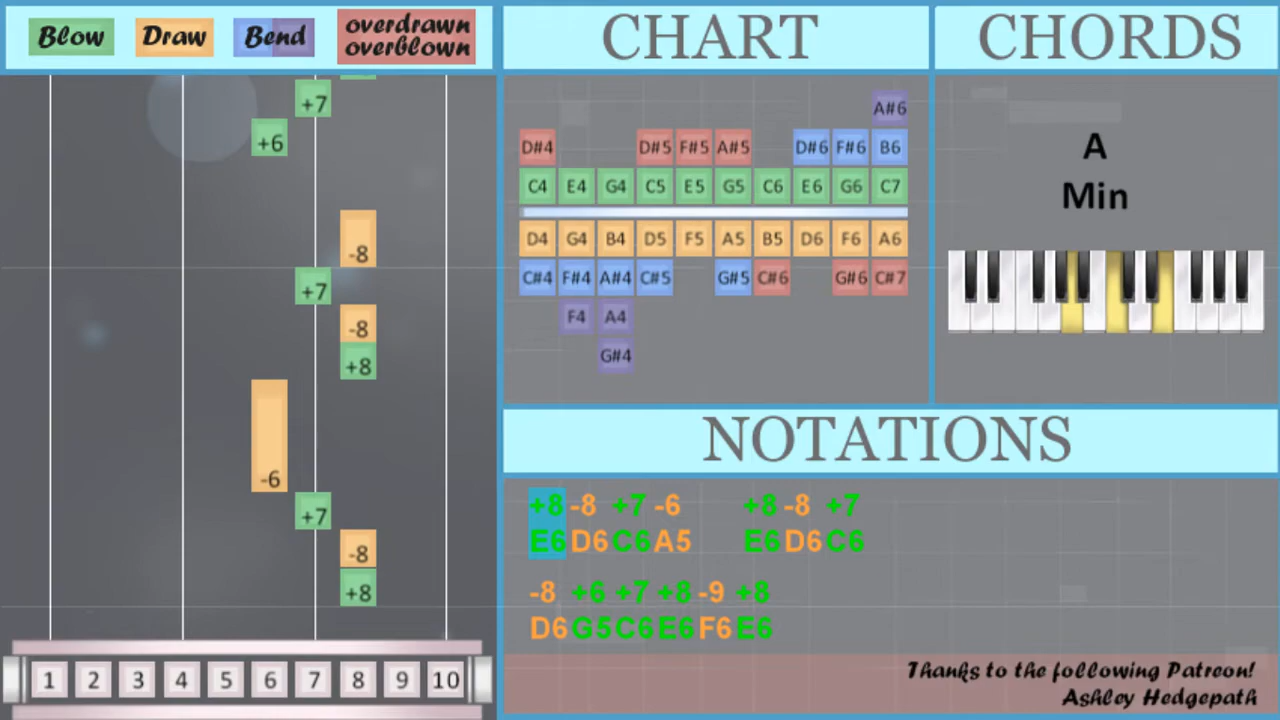 Blow Draw Bend overdrawn
overblown
CHART
CHORDS
+7
+6
-8
+7
-8
+8
-6
+7
-8
+8
1 2 3 4 5 6 7 8 9 10
A#6
D#4 D#5 F#5 A#5 D#6 F#6 B6
C4 E4 G4 C5 E5 G5 C6 E6 G6 C7
D4 G4 B4 D5 F5 A5 B5 D6 F6 A6
C#4 F#4 A#4 C#5 G#5 C#6 G#6 C#7
F4 A4
G#4
A
Min
NOTATIONS
+8 -8 +7 -6 +8 -8 +7
E6 D6 C6 A5 E6 D6 C6
-8 +6 +7 +8 -9 +8
D6 G5 C6 E6 F6 E6
Thanks to the following Patreon!
Ashley Hedgepath